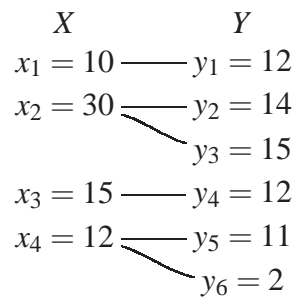 X Y
x1 = 10 y1 = 12
x2 = 30 y2 = 14
y3 = 15
x3 = 15 y4 = 12
x4 = 12 y5 = 11
y6 = 2